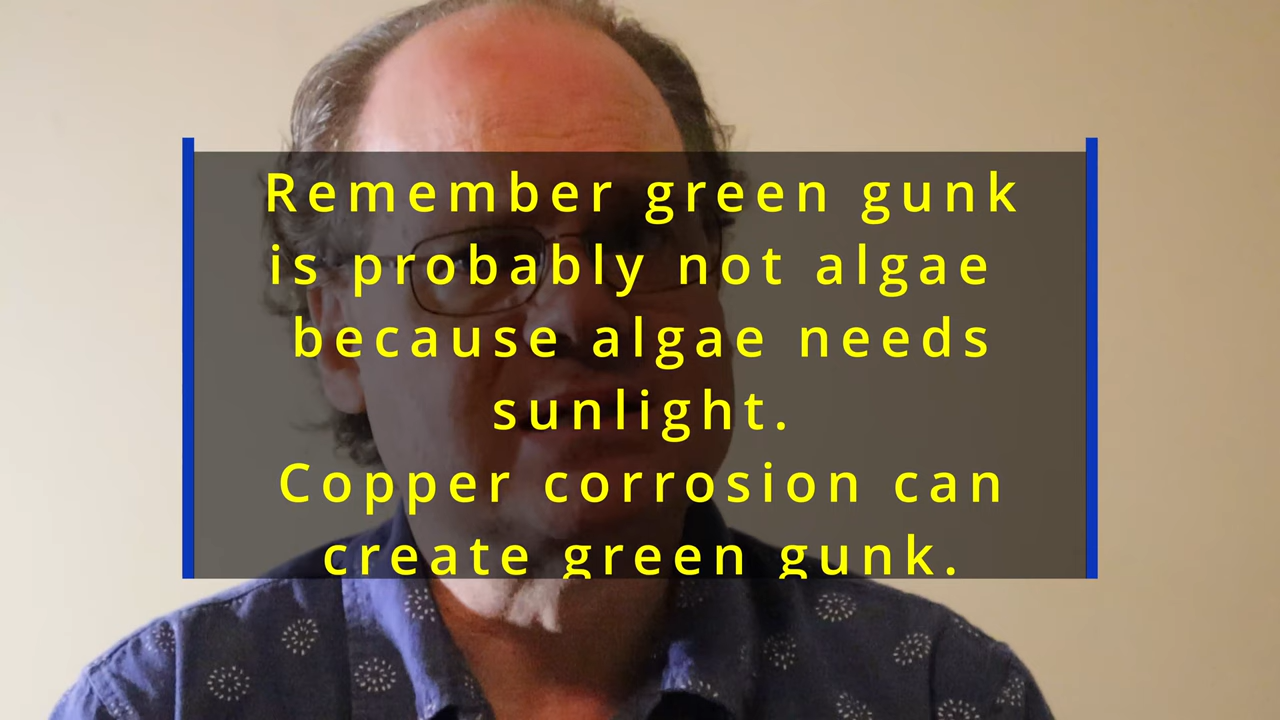 Remember green gunk
is probably not algae
because algae needs
sunlight.
Copper corrosion can
create green gunk.